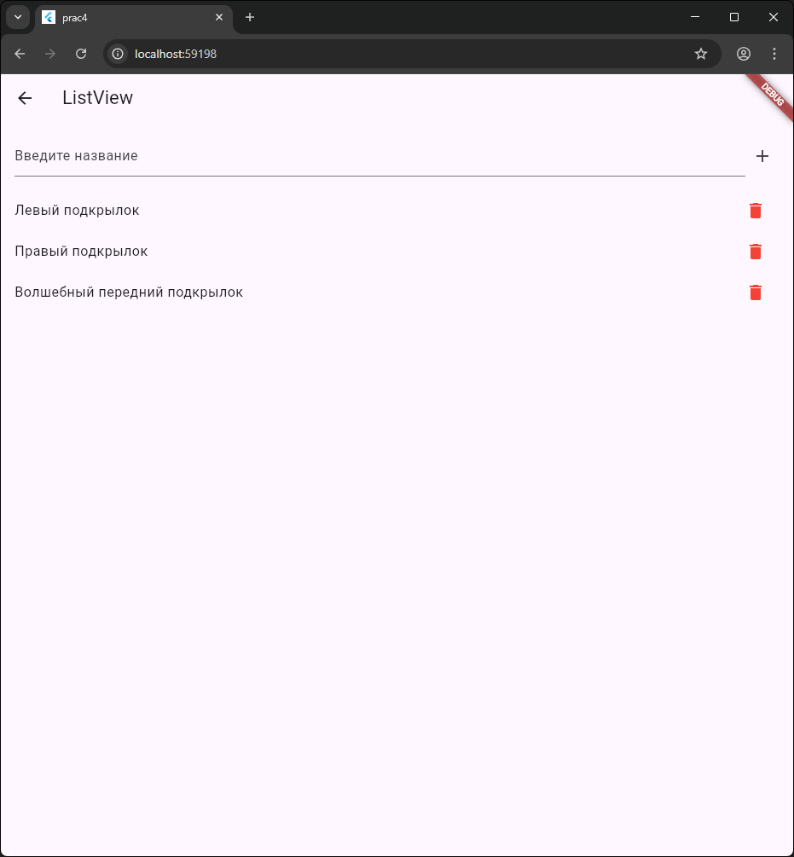 prac4
localhost:59198
ListView
DEBUG
Введите название
Левый подкрылок
Правый подкрылок
Волшебный передний подкрылок